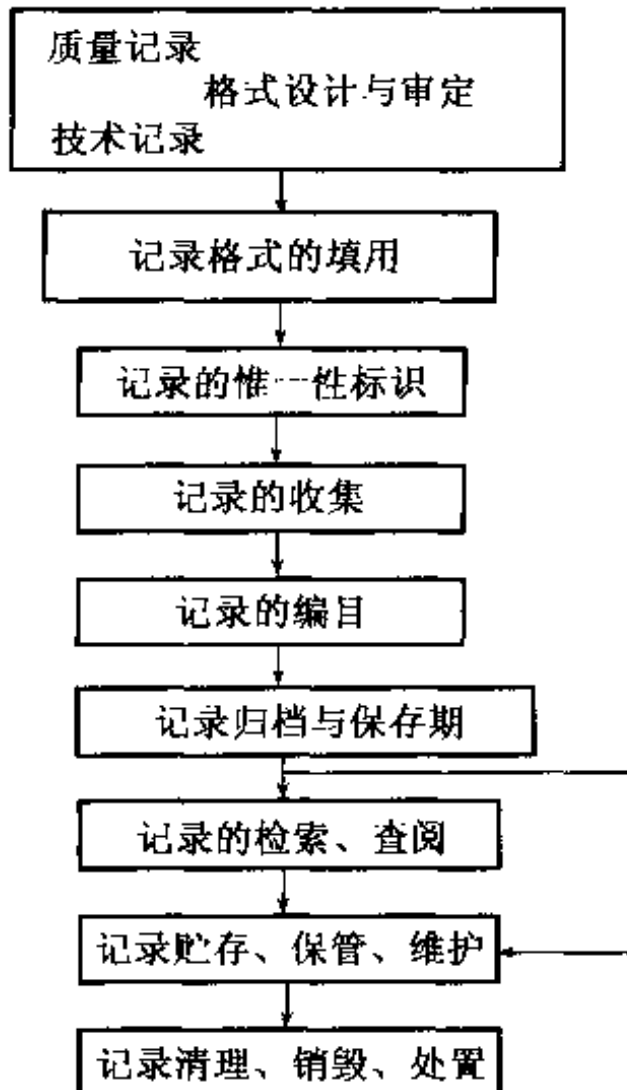 质量记录
格式设计与审定
技术记录
记录格式的填用
记录的惟一性标识
记录的收集
记录的编目
记录归档与保存期
记录的检索、查阅
记录贮存、保管、维护
记录清理、销毁、处置